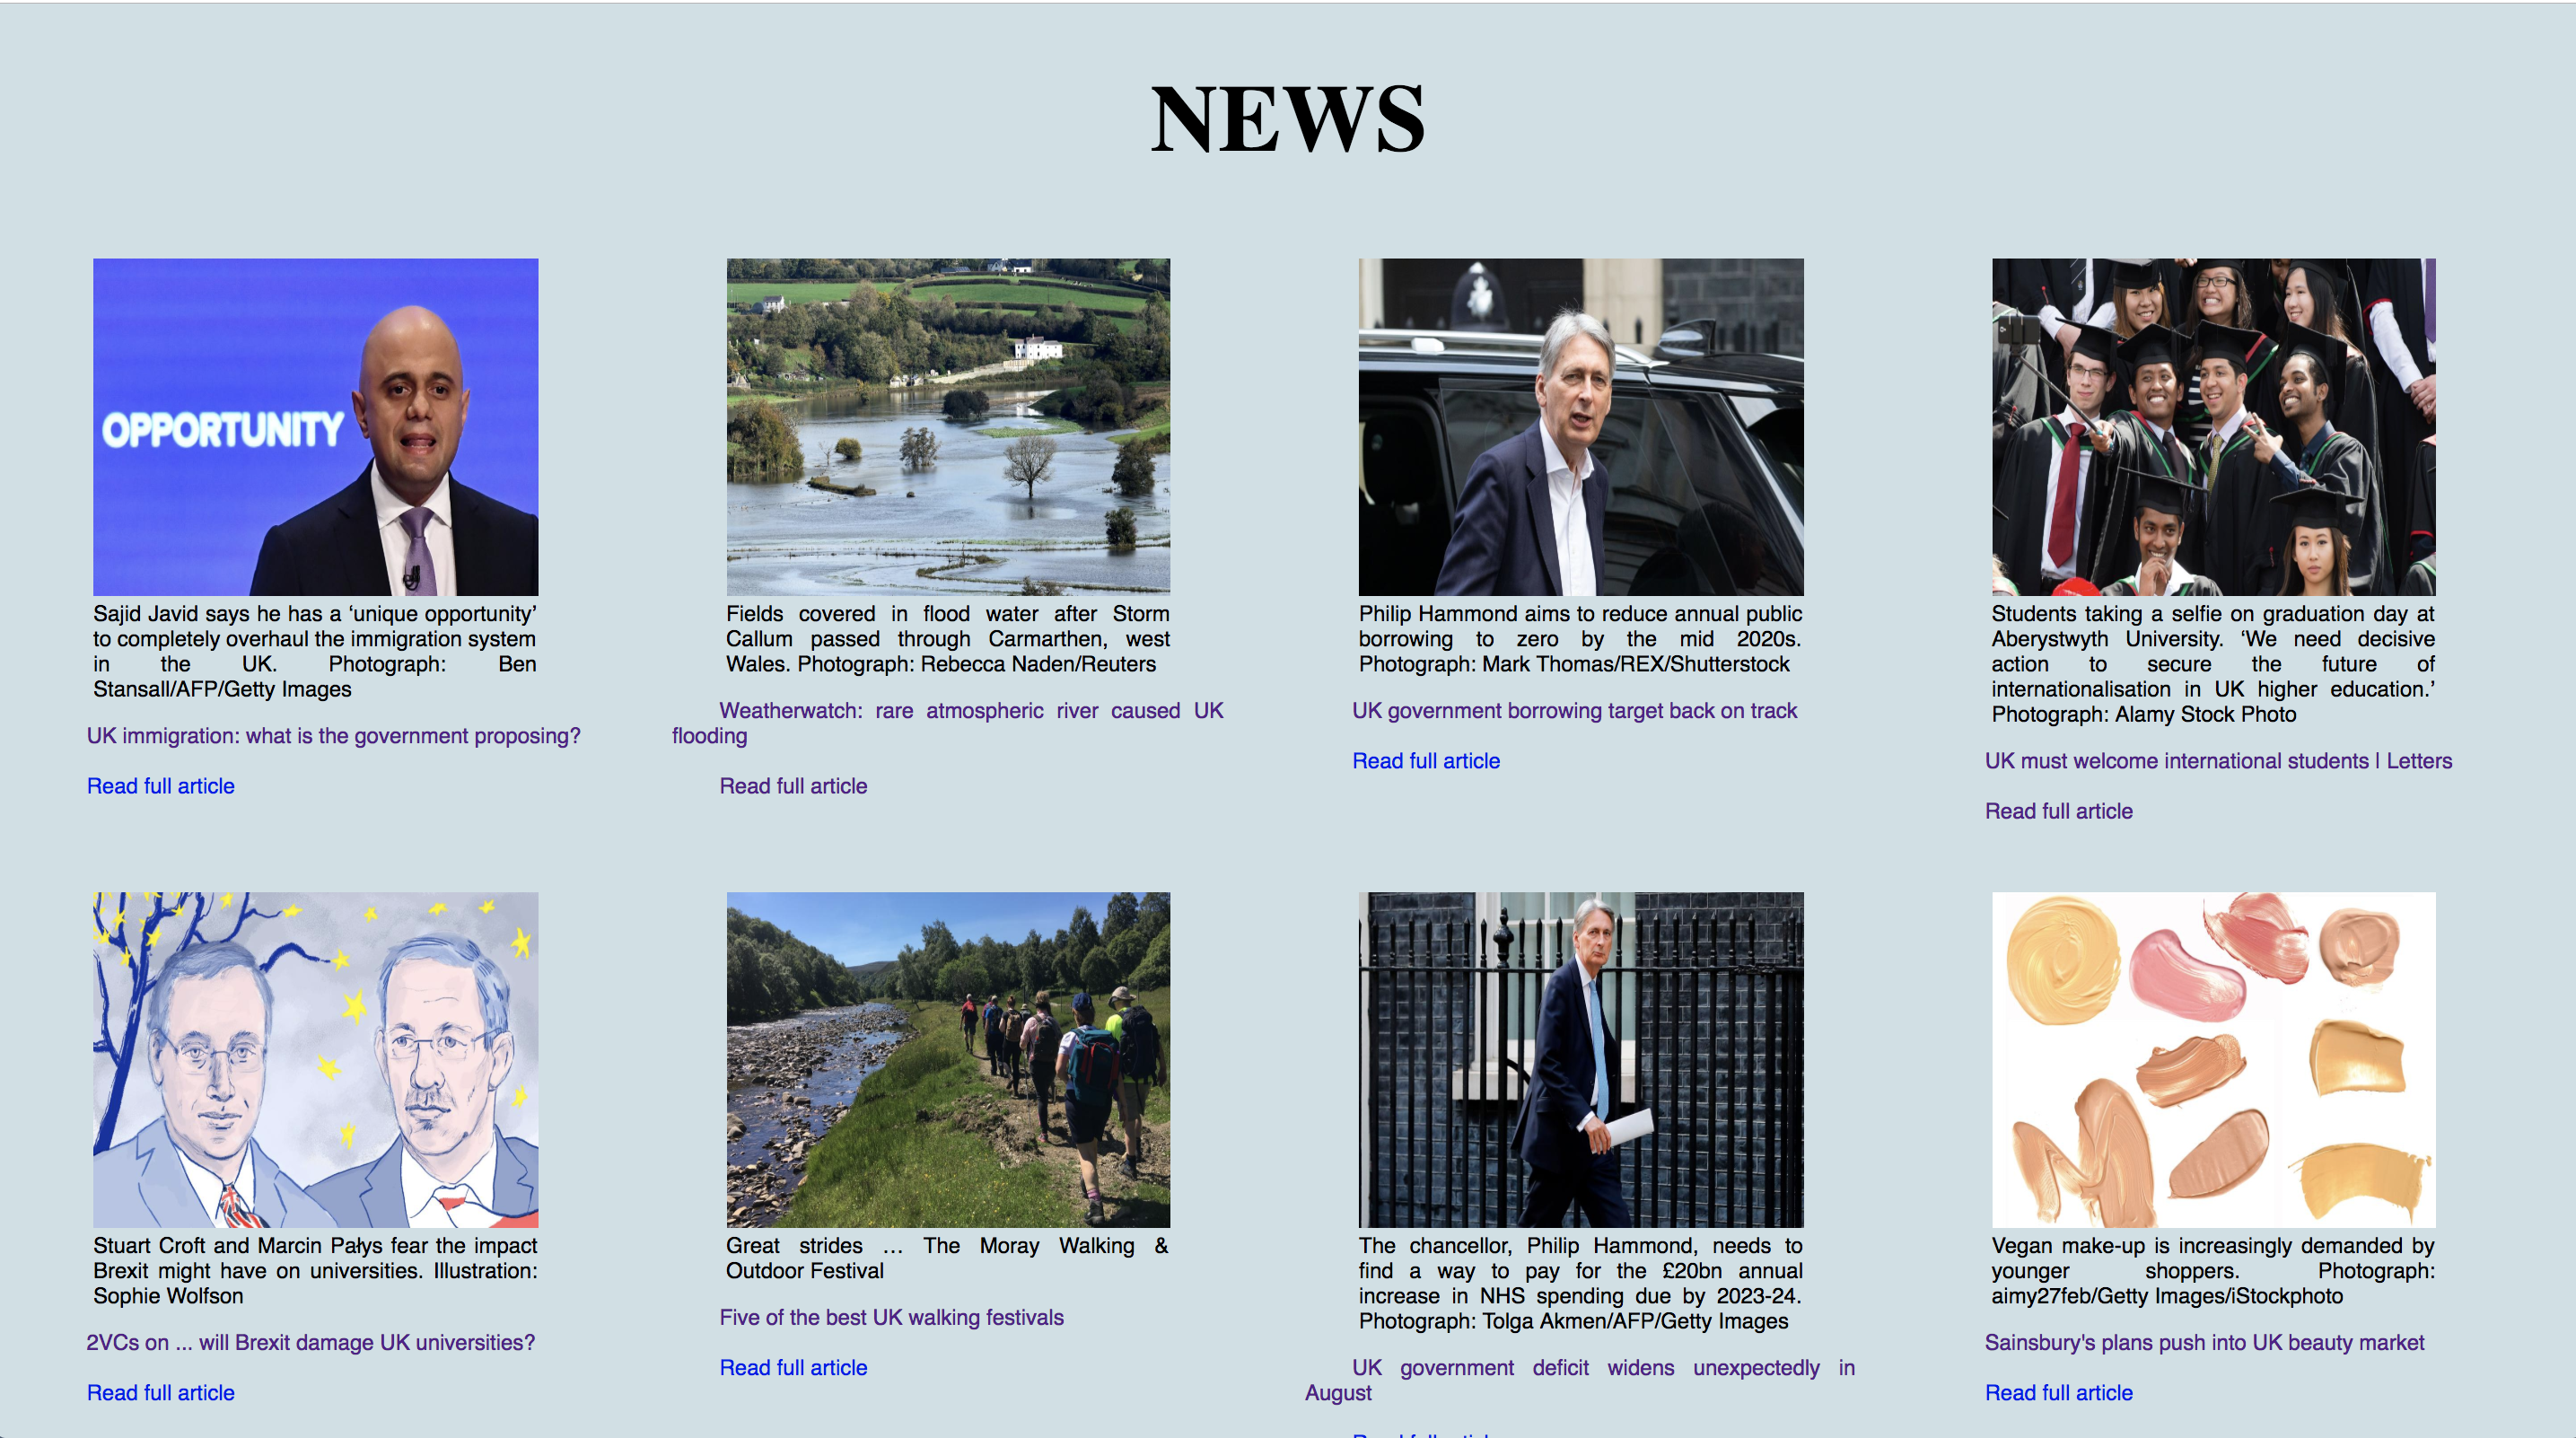 NEWS
OPPORTUNITY
Sajid Javid says he has a ‘unique opportunity’
to completely overhaul the immigration system
in the UK. Photograph: Ben
Stansall/AFP/Getty Images
UK immigration: what is the government proposing?
Read full article
Fields covered in flood water after Storm
Callum passed through Carmarthen, west
Wales. Photograph: Rebecca Naden/Reuters
Weatherwatch: rare atmospheric river caused UK
flooding
Read full article
Philip Hammond aims to reduce annual public
borrowing to zero by the mid 2020s.
Photograph: Mark Thomas/REX/Shutterstock
UK government borrowing target back on track
Read full article
Students taking a selfie on graduation day at
Aberystwyth University. ‘We need decisive
action to secure the future of
internationalisation in UK higher education.’
Photograph: Alamy Stock Photo
UK must welcome international students | Letters
Read full article
Stuart Croft and Marcin Pałys fear the impact
Brexit might have on universities. Illustration:
Sophie Wolfson
2VCs on ... will Brexit damage UK universities?
Read full article
Great strides … The Moray Walking &
Outdoor Festival
Five of the best UK walking festivals
Read full article
The chancellor, Philip Hammond, needs to
find a way to pay for the £20bn annual
increase in NHS spending due by 2023-24.
Photograph: Tolga Akmen/AFP/Getty Images
UK government deficit widens unexpectedly in
August
Vegan make-up is increasingly demanded by
younger shoppers. Photograph:
aimy27feb/Getty Images/iStockphoto
Sainsbury's plans push into UK beauty market
Read full article